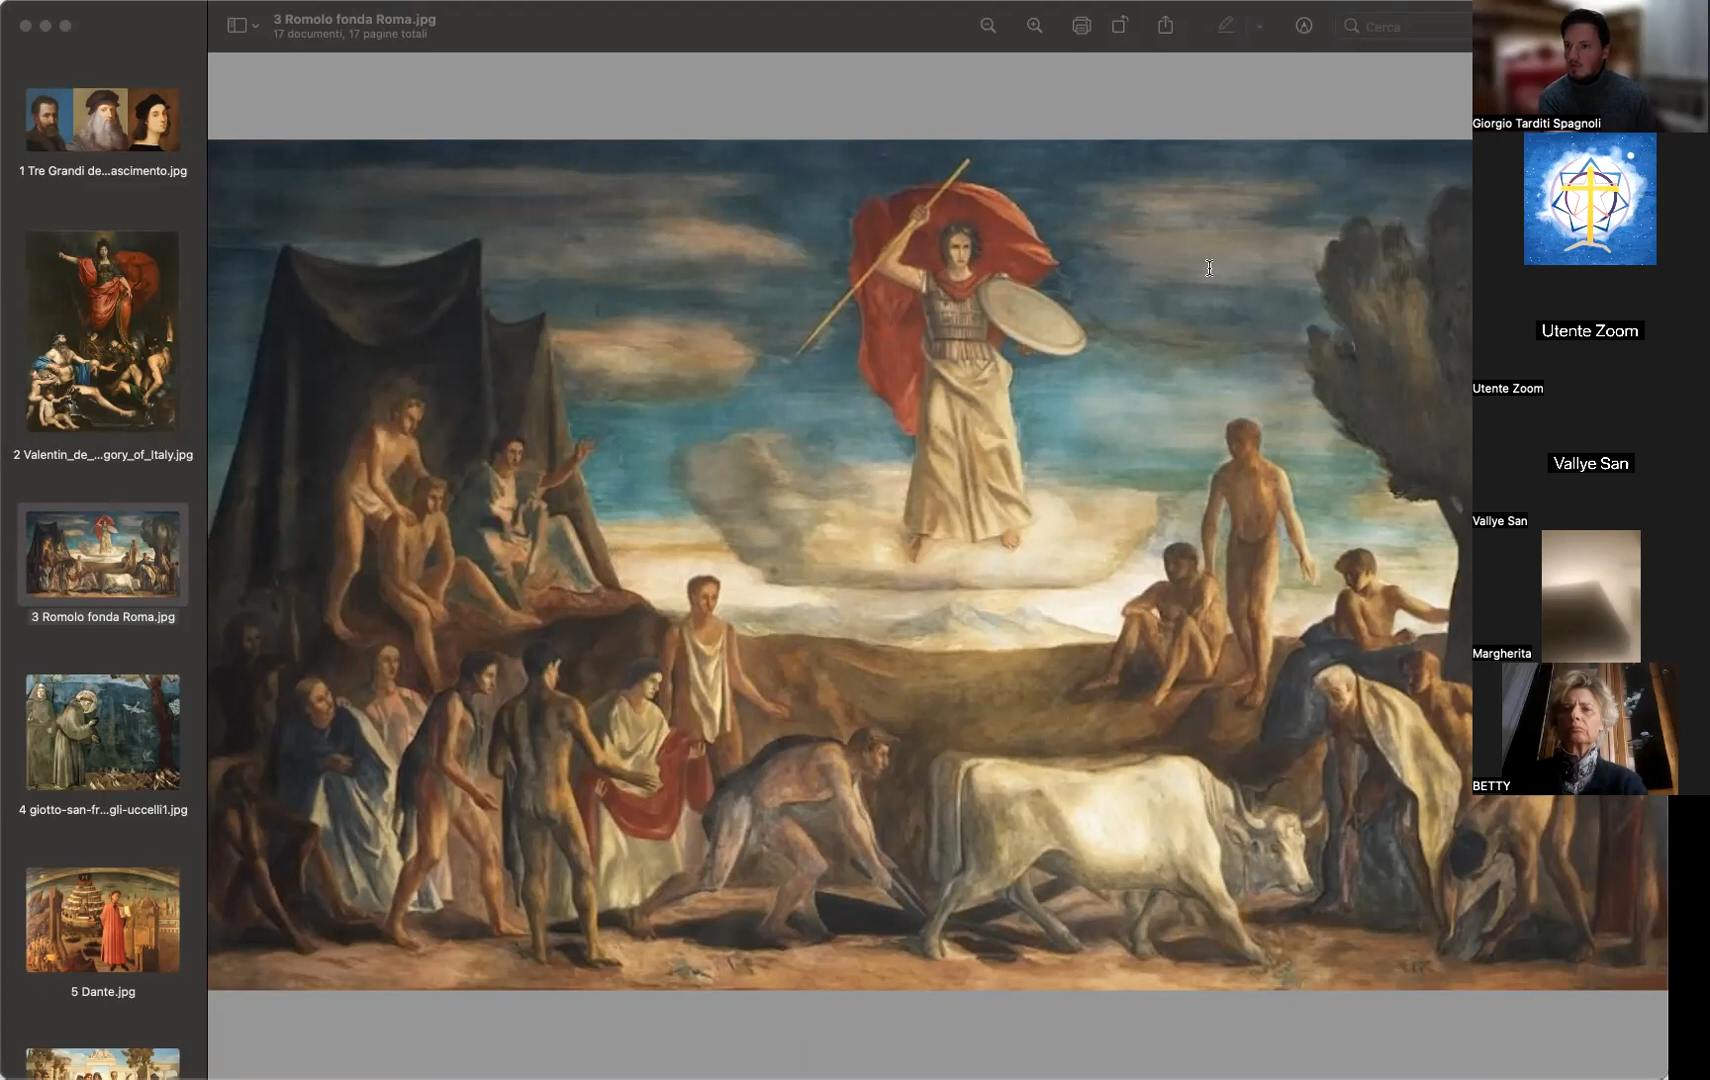 3 Romolo fonda Roma.jpg
17 documenti, 17 pagine totali
Cerca
1 Tre Grandi de...ascimento.jpg
2 Valentin_de_...gory_of_Italy.jpg
3 Romolo fonda Roma.jpg
4 giotto-san-fr...gli-uccelli1.jpg
5 Dante.jpg
Giorgio Tarditi Spagnoli
Utente Zoom
Utente Zoom
Vallye San
Vallye San
Margherita
BETTY